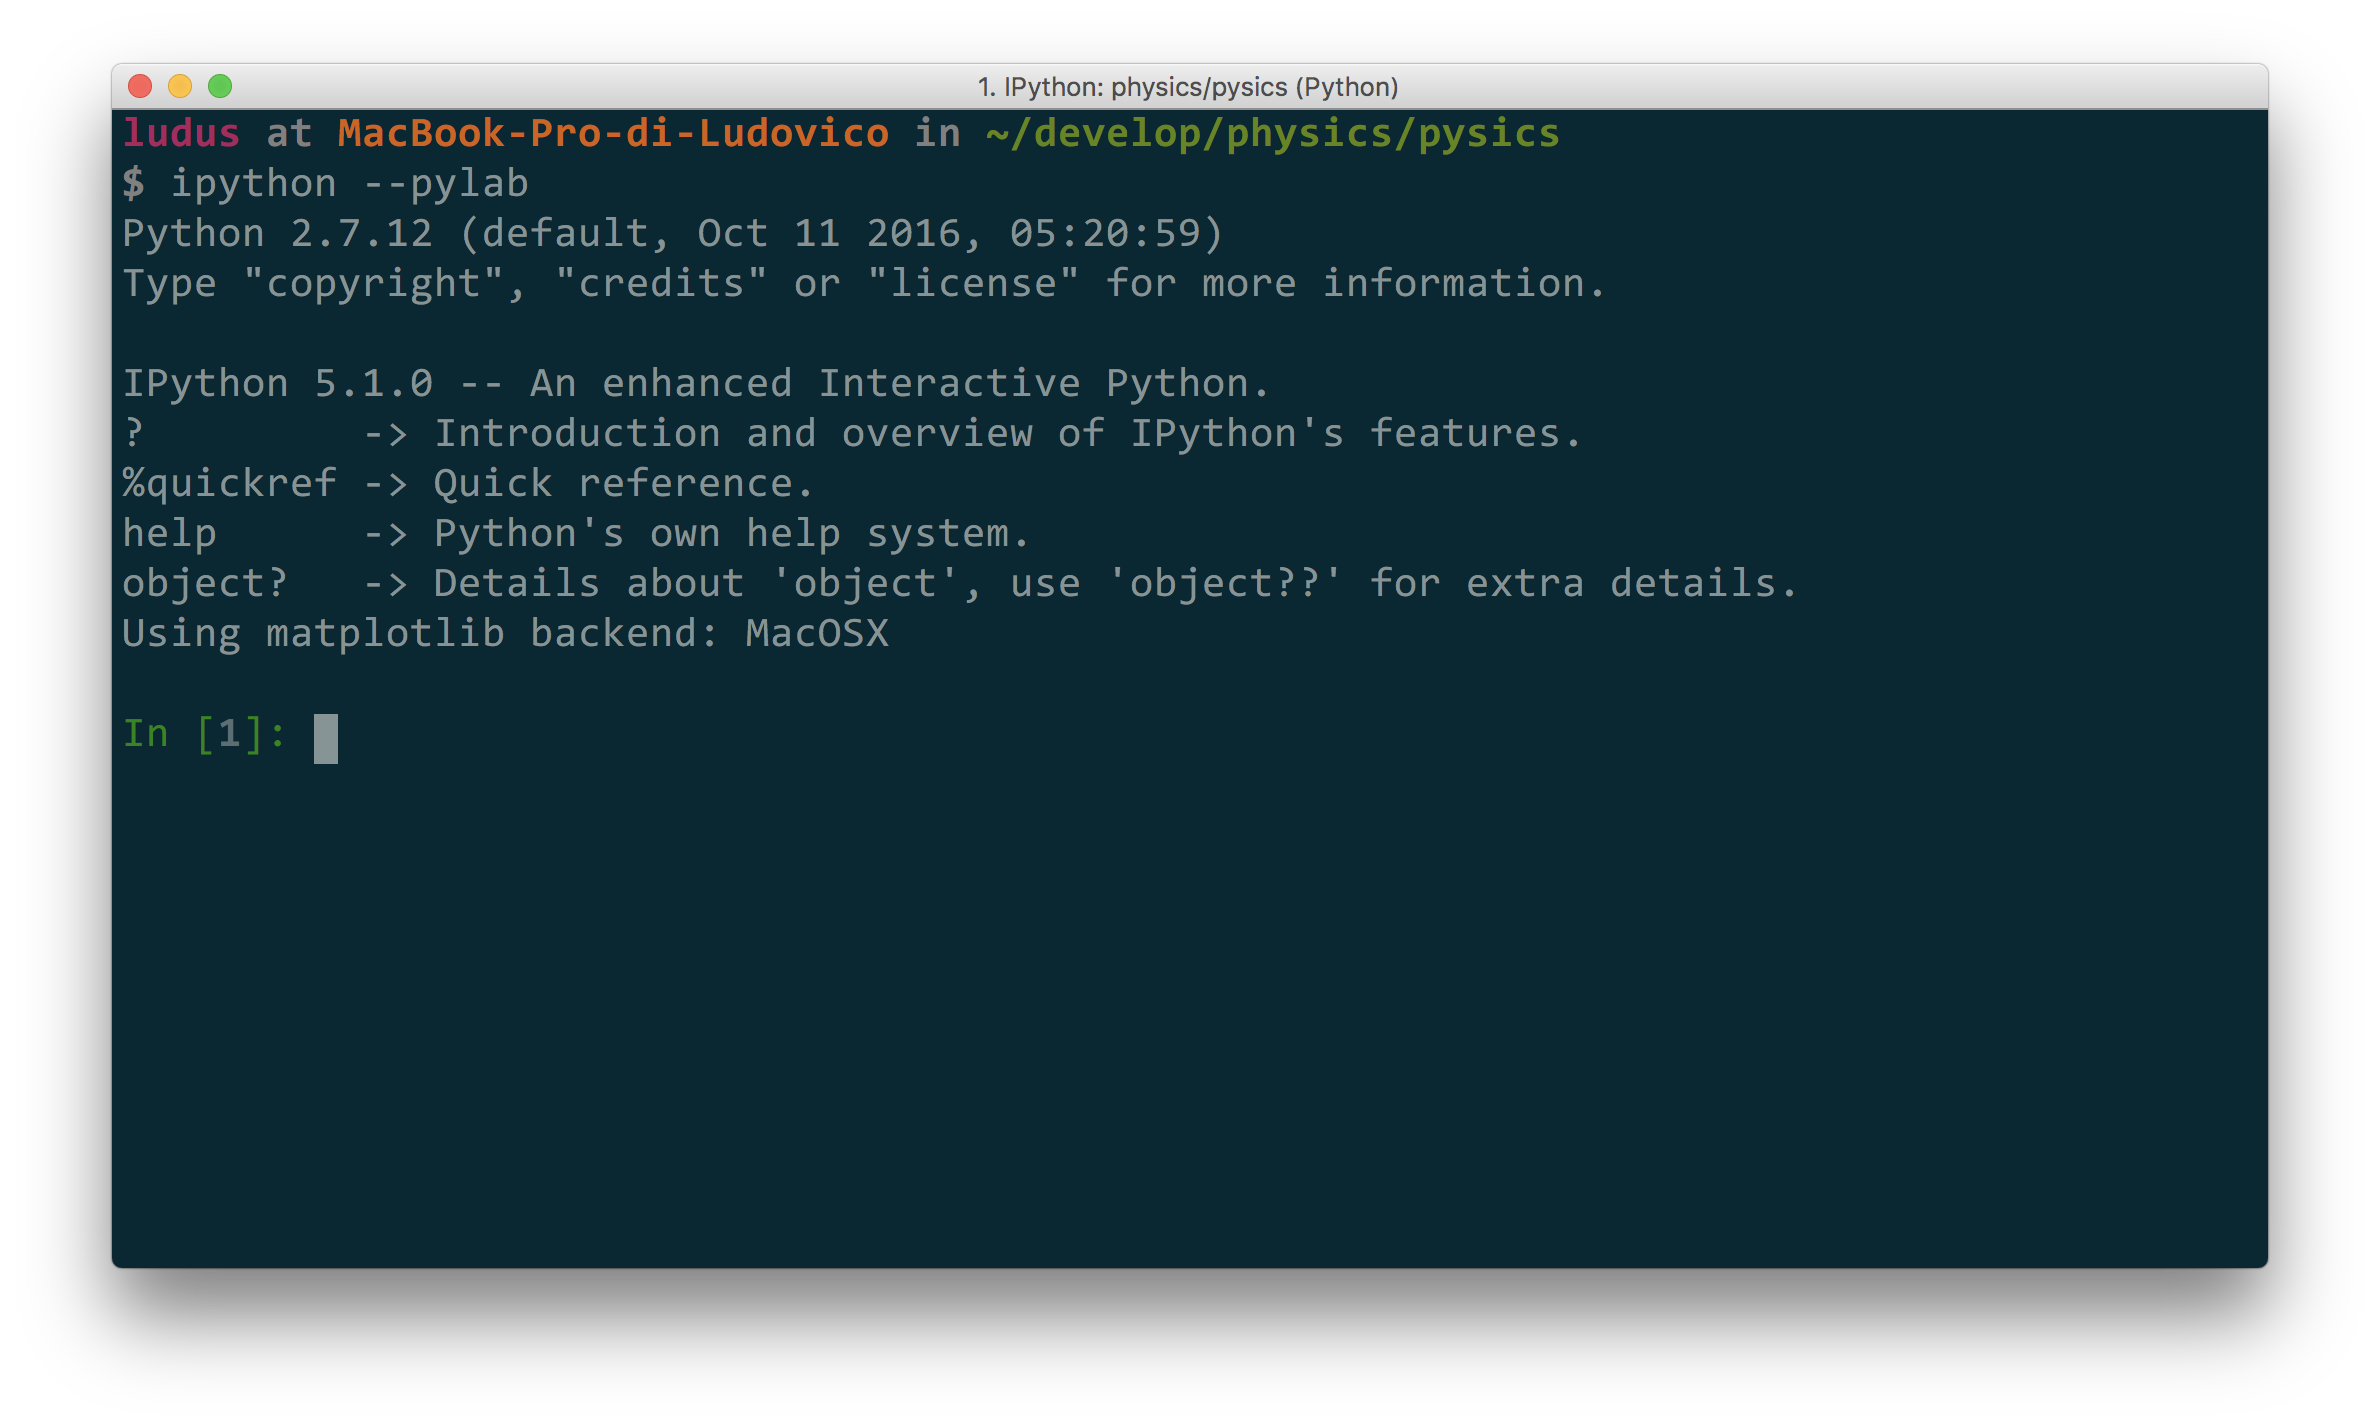 1. IPython: physics/pysics (Python)
ludus at MacBook-Pro-di-Ludovico in ~/develop/physics/pysics
$ ipython --pylab
Python 2.7.12 (default, Oct 11 2016, 05:20:59)
Type "copyright", "credits" or "license" for more information.
IPython 5.1.0 -- An enhanced Interactive Python.
?         -> Introduction and overview of IPython's features.
%quickref -> Quick reference.
help      -> Python's own help system.
object?   -> Details about 'object', use 'object??' for extra details.
Using matplotlib backend: MacOSX
In [1]: